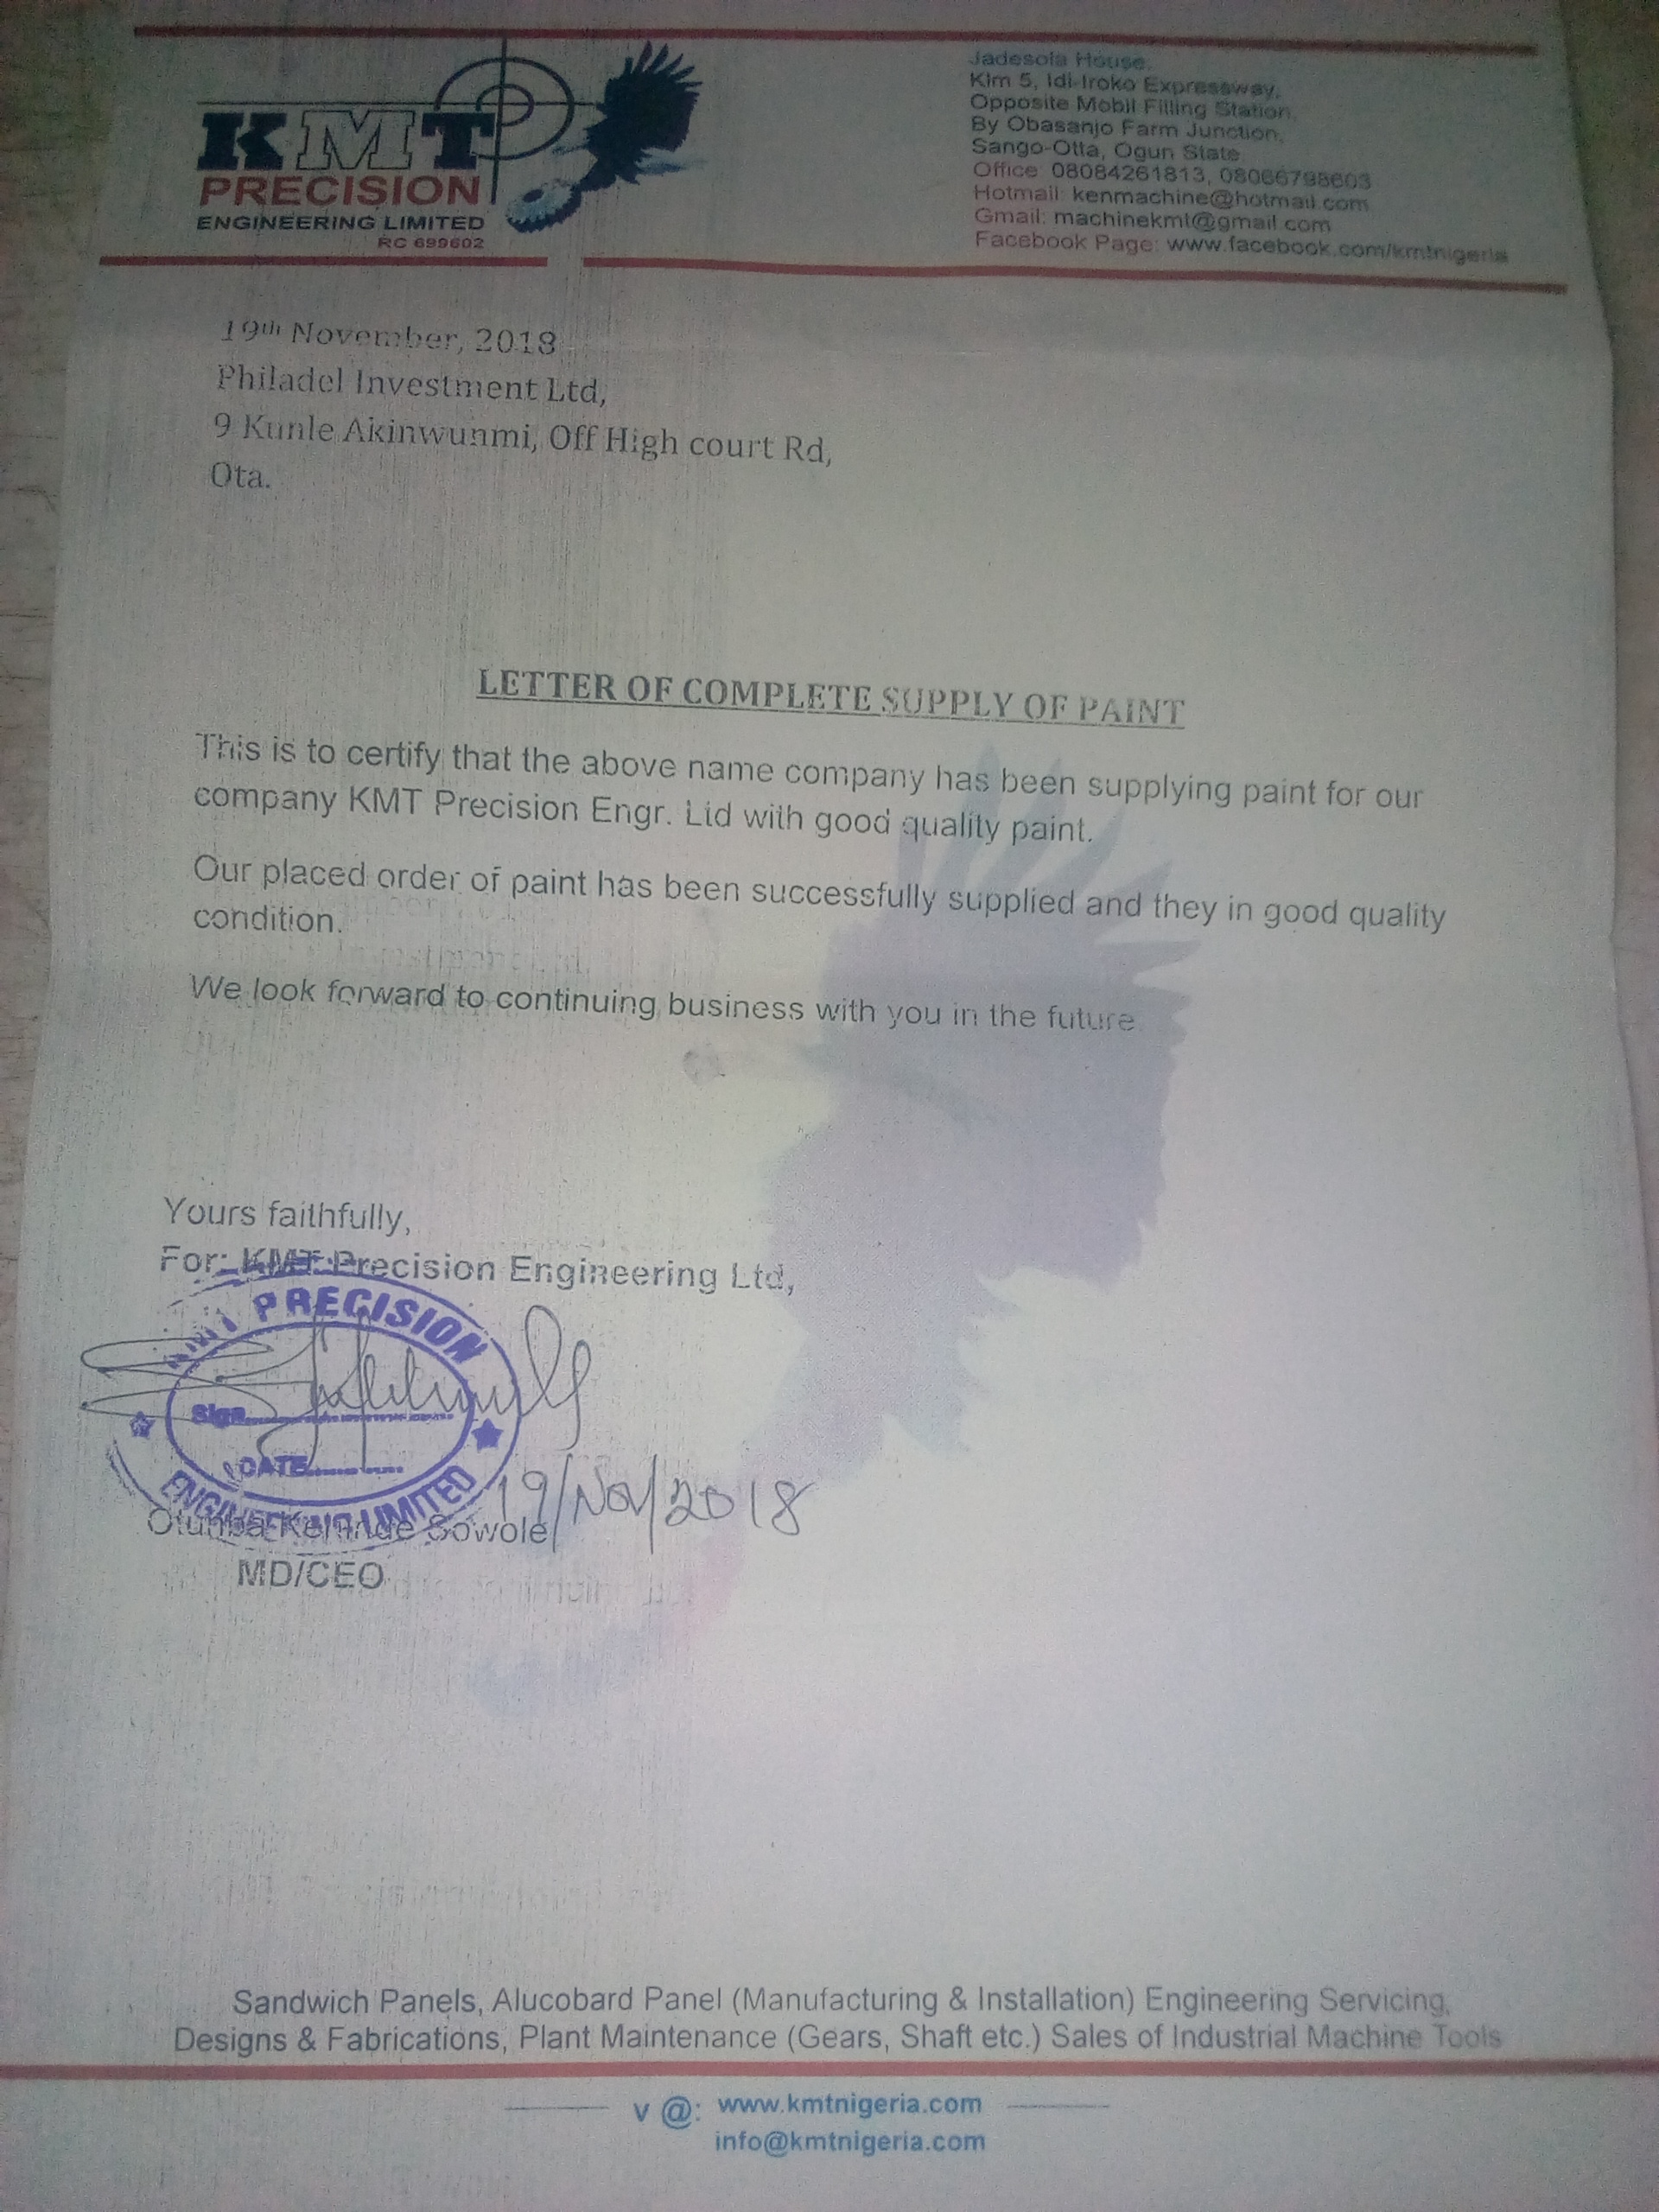 KMT
PRECISION
ENGINEERING LIMITED
RC 699602
Jadesola House,
Klm 5, Idi-Iroko Expressway,
Opposite Mobil Filling Station,
By Obasanjo Farm Junction,
Sango-Otta, Ogun State
Office: 08084261813, 08066798603
Hotmail: kenmachine@hotmail.com
Gmail: machinekmt@gmail.com
Facebook Page: www.facebook.com/kmtnigeria
19th November, 2018
Philadel Investment Ltd,
9 Kunle Akinwunmi, Off High court Rd,
Ota.
LETTER OF COMPLETE SUPPLY OF PAINT
This is to certify that the above name company has been supplying paint for our
company KMT Precision Engr. Ltd with good quality paint.
Our placed order of paint has been successfully supplied and they in good quality
condition.
We look forward to continuing business with you in the future
Yours faithfully,
For: KMT Precision Engineering Ltd,
KMT PRECISION
Sign
DATE
ENGINEERING LIMITED
19/Nov/2018
Otunba Kehinde Sowole
MD/CEO
Sandwich Panels, Alucobard Panel (Manufacturing & Installation) Engineering Servicing,
Designs & Fabrications, Plant Maintenance (Gears, Shaft etc.) Sales of Industrial Machine Tools
v @: www.kmtnigeria.com
info@kmtnigeria.com